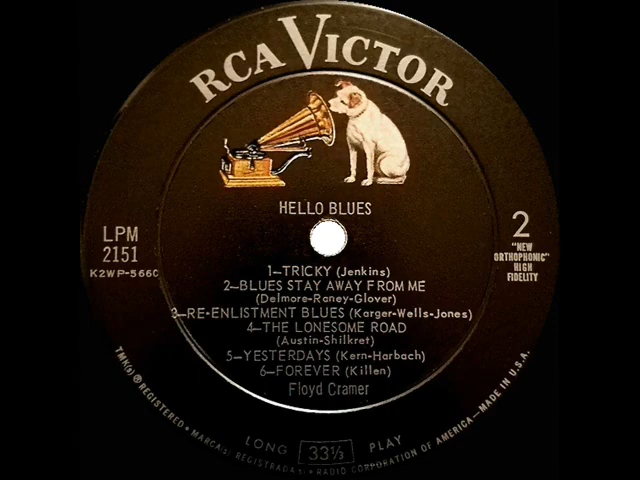 RCA VICTOR
HELLO BLUES
LPM
2151
K2WP-5660
2
"NEW
ORTHOPHONIC"
HIGH
FIDELITY
1—TRICKY (Jenkins)
2—BLUES STAY AWAY FROM ME
(Delmore-Raney-Glover)
3—RE-ENLISTMENT BLUES (Karger-Wells-Jones)
4—THE LONESOME ROAD
(Austin-Shilkret)
5—YESTERDAYS (Kern-Harbach)
6—FOREVER (Killen)
Floyd Cramer
LONG 33⅓ PLAY
TMK(s) ® REGISTERED • MARCA(s) REGISTRADA(s) • RADIO CORPORATION OF AMERICA—MADE IN U.S.A.